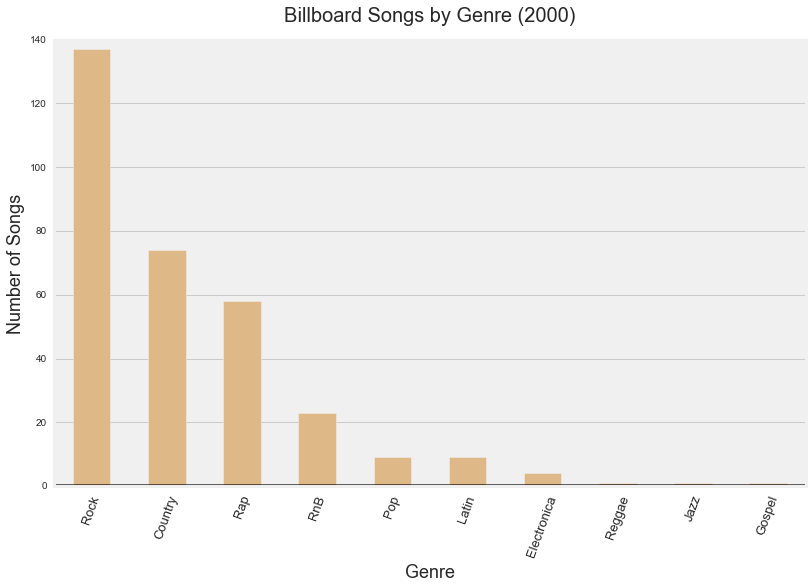 Billboard Songs by Genre (2000)
Number of Songs
140
120
100
80
60
40
20
0
Rock
Country
Rap
RnB
Pop
Latin
Electronica
Reggae
Jazz
Gospel
Genre